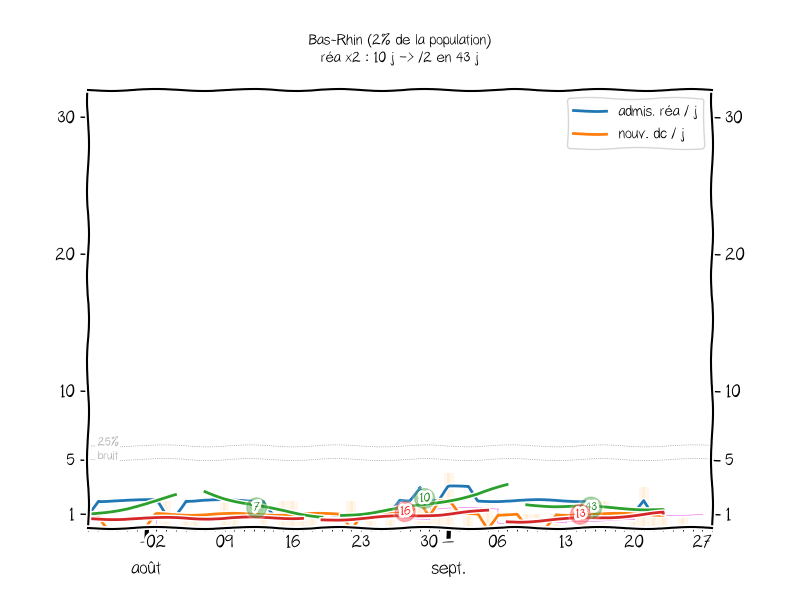 Bas-Rhin (2% de la population)
réa x2 : 10 j -> /2 en 43 j
admis. réa / j
nouv. dc / j
30
30
20
20
10
10
25%
bruit
5
5
1
1
7
10
16
13
43
02 09 16 23 30 06 13 20 27
août sept.